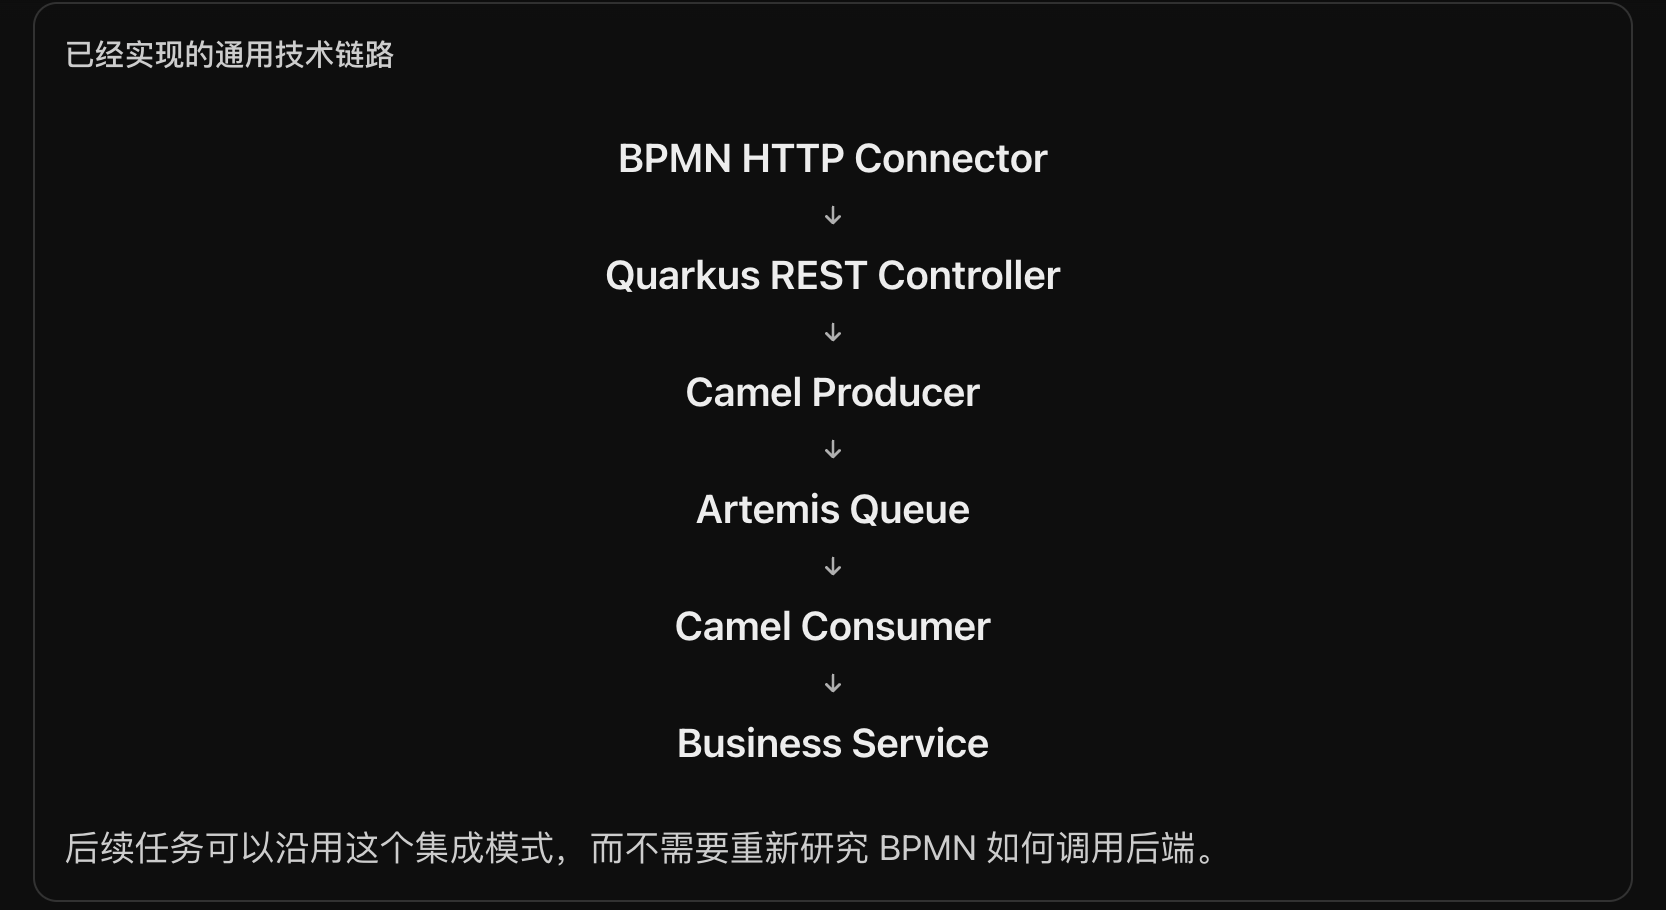 已经实现的通用技术链路
BPMN HTTP Connector
↓
Quarkus REST Controller
↓
Camel Producer
↓
Artemis Queue
↓
Camel Consumer
↓
Business Service
后续任务可以沿用这个集成模式，而不需要重新研究 BPMN 如何调用后端。